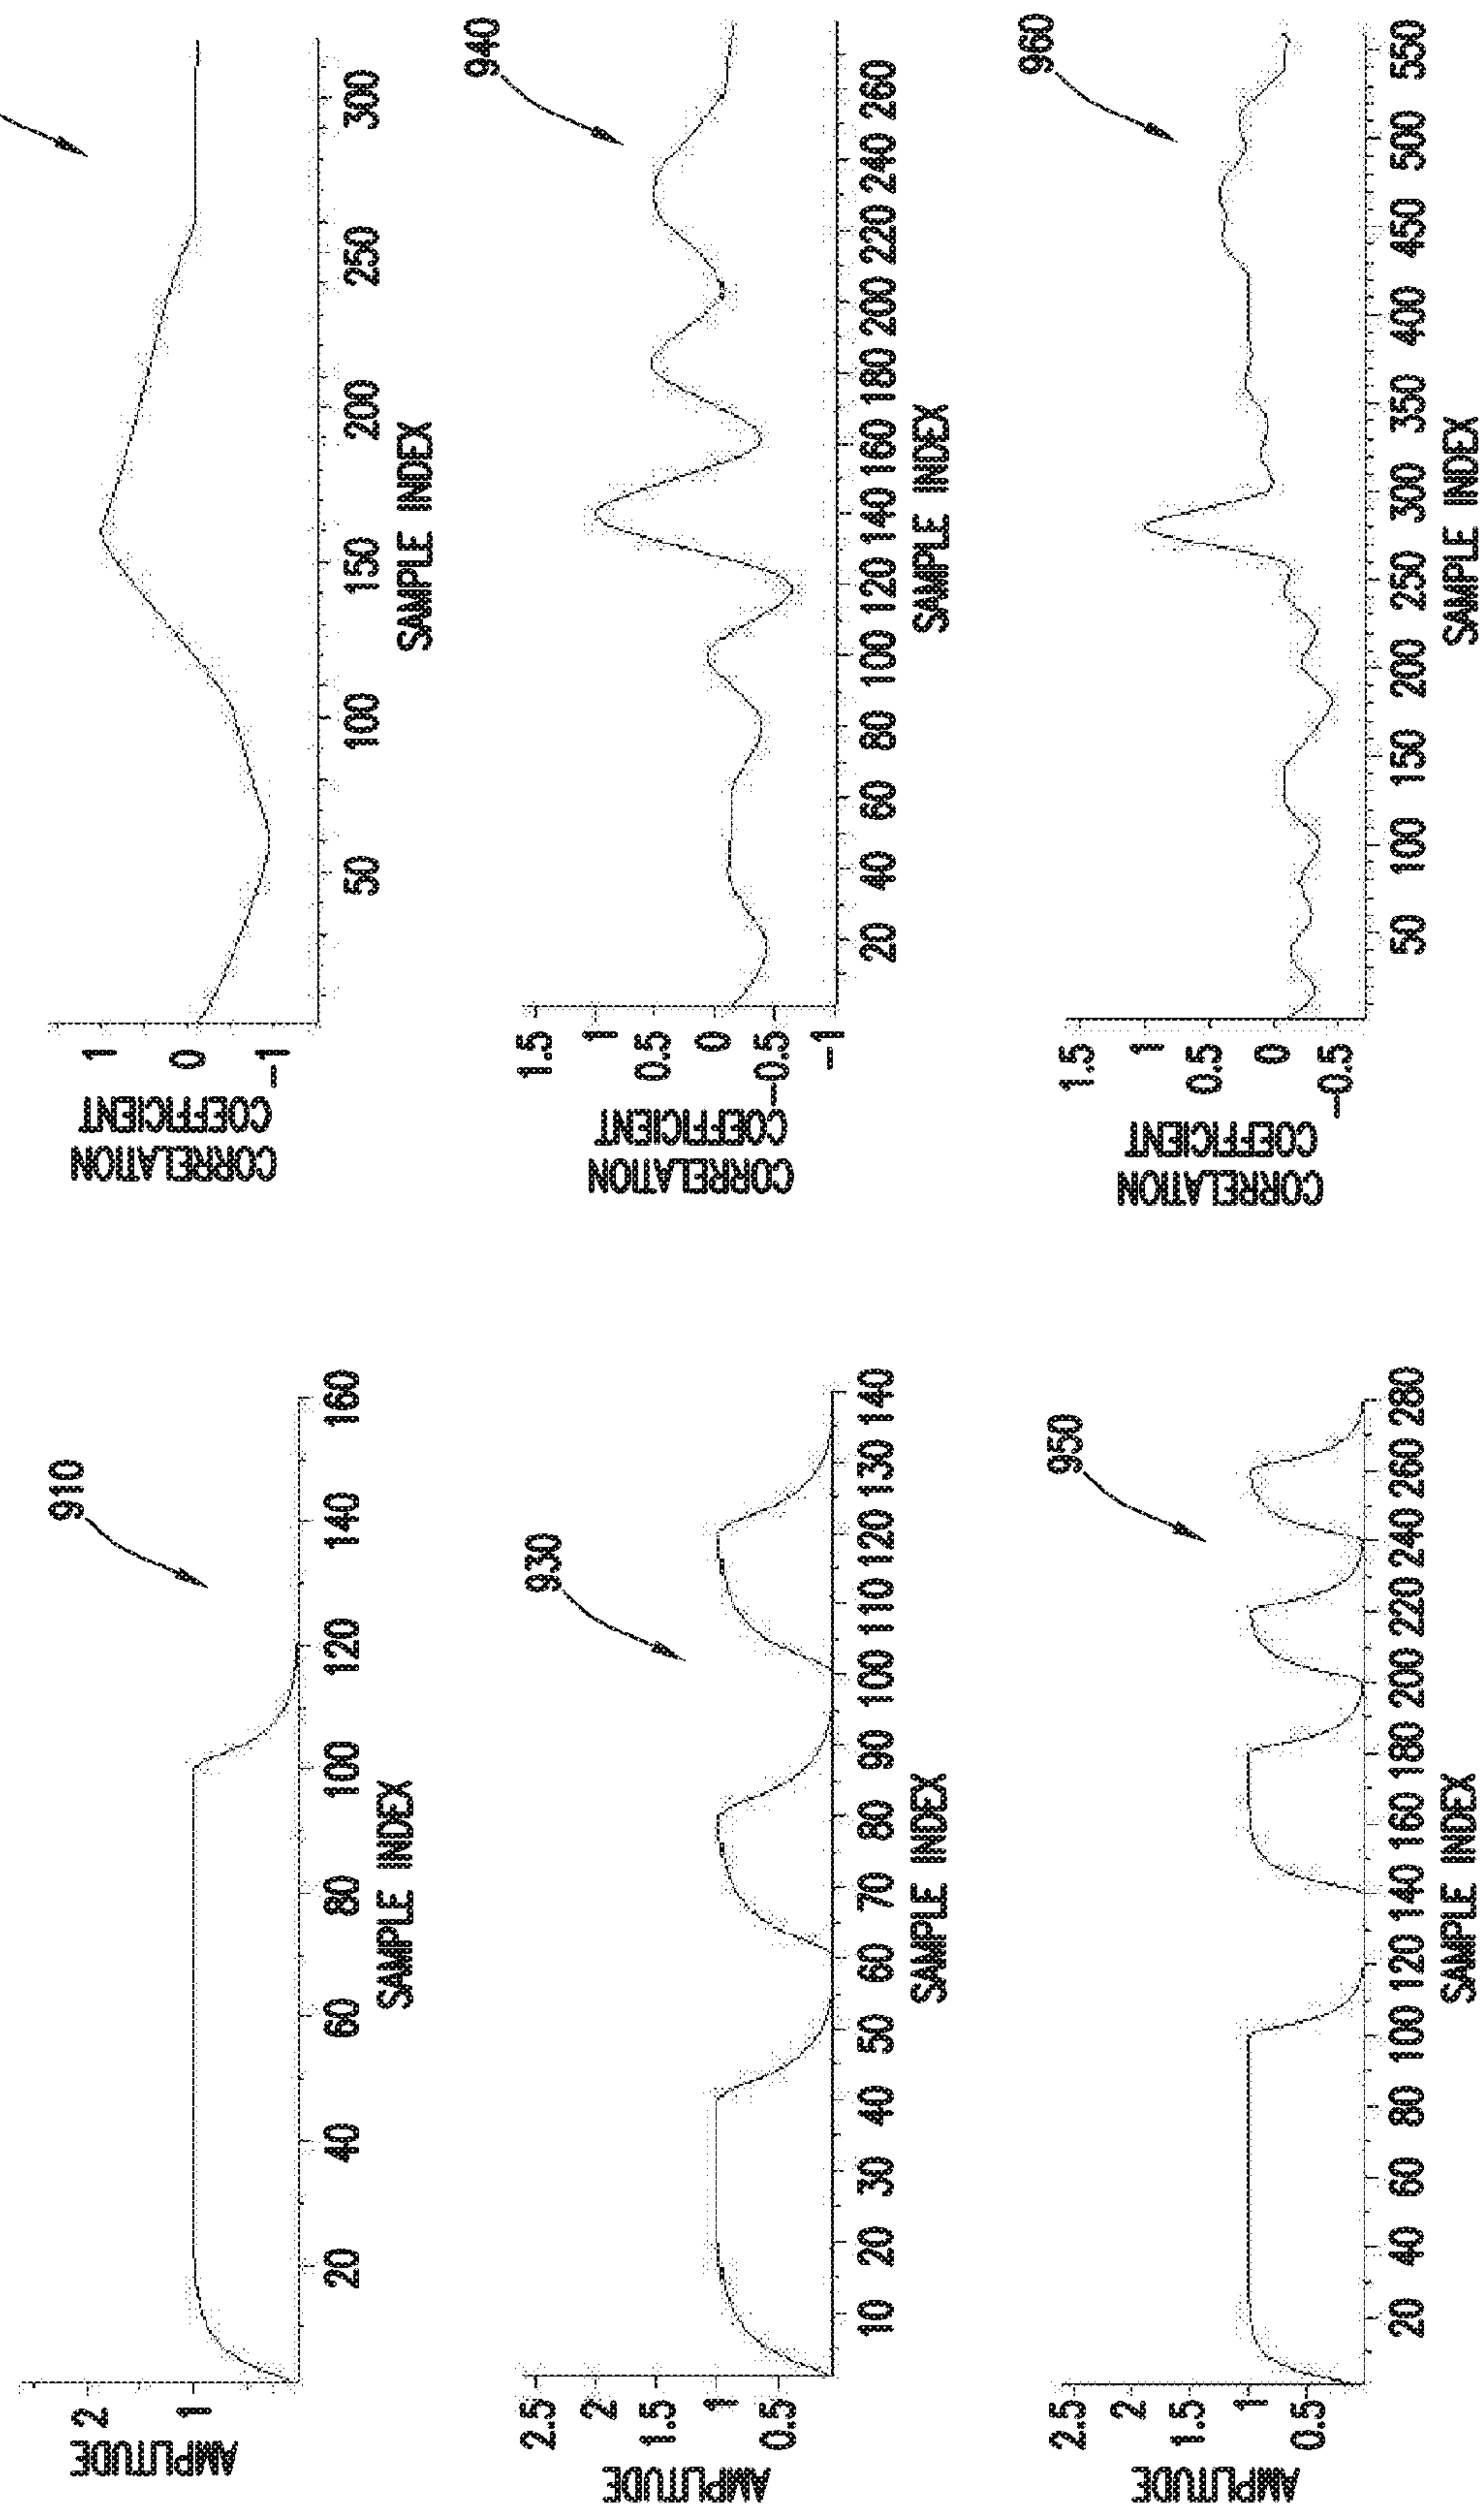 910
2
1
AMPLITUDE
20 40 60 80 100 120 140 160
SAMPLE INDEX
1
0
-1
CORRELATION
COEFFICIENT
50 100 150 200 250 300
SAMPLE INDEX
930
2.5
2
1.5
1
0.5
AMPLITUDE
10 20 30 40 50 60 70 80 90 100 110 120 130 140
SAMPLE INDEX
940
1.5
1
0.5
0
-0.5
-1
CORRELATION
COEFFICIENT
20 40 60 80 100 120 140 160 180 200 220 240 260
SAMPLE INDEX
950
2.5
2
1.5
1
0.5
AMPLITUDE
20 40 60 80 100 120 140 160 180 200 220 240 260 280
SAMPLE INDEX
960
1.5
1
0.5
0
-0.5
CORRELATION
COEFFICIENT
50 100 150 200 250 300 350 400 450 500 550
SAMPLE INDEX